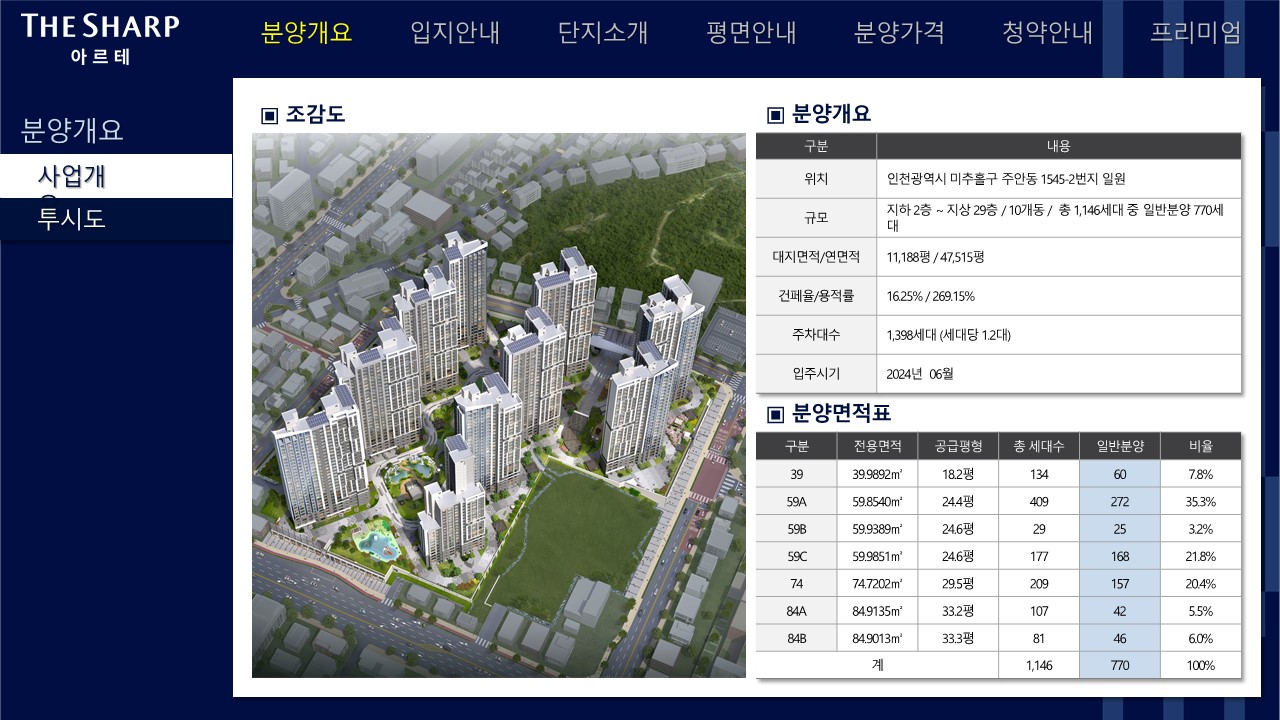 THE SHARP
아르테
분양개요 입지안내 단지소개 평면안내 분양가격 청약안내 프리미엄
분양개요
사업개
투시도
▣ 조감도
▣ 분양개요
구분 내용
위치 인천광역시 미추홀구 주안동 1545-2번지 일원
규모 지하 2층 ~ 지상 29층 / 10개동 / 총 1,146세대 중 일반분양 770세
대
대지면적/연면적 11,188평 / 47,515평
건폐율/용적률 16.25% / 269.15%
주차대수 1,398세대 (세대당 1.2대)
입주시기 2024년 06월
▣ 분양면적표
구분 전용면적 공급평형 총 세대수 일반분양 비율
39 39.9892㎡ 18.2평 134 60 7.8%
59A 59.8540㎡ 24.4평 409 272 35.3%
59B 59.9389㎡ 24.6평 29 25 3.2%
59C 59.9851㎡ 24.6평 177 168 21.8%
74 74.7202㎡ 29.5평 209 157 20.4%
84A 84.9135㎡ 33.2평 107 42 5.5%
84B 84.9013㎡ 33.3평 81 46 6.0%
계 1,146 770 100%